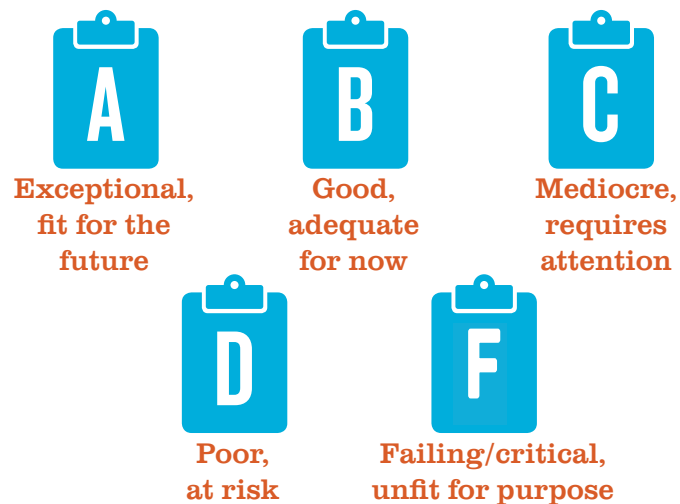 A
B
C
Exceptional,
fit for the
future
Good,
adequate
for now
Mediocre,
requires
attention
D
F
Poor,
at risk
Failing/critical,
unfit for purpose